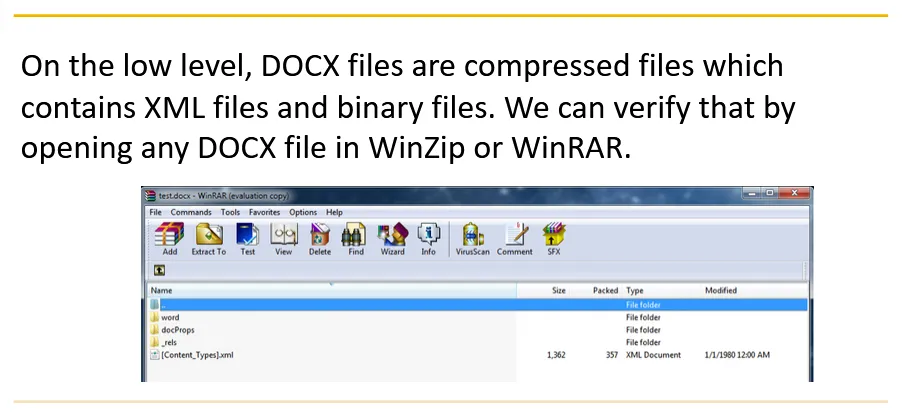 On the low level, DOCX files are compressed files which
contains XML files and binary files. We can verify that by
opening any DOCX file in WinZip or WinRAR.
test.docx - WinRAR (evaluation copy)
File Commands Tools Favorites Options Help
Add Extract To Test View Delete Find Wizard Info VirusScan Comment SFX
Name Size Packed Type Modified
.. File folder
word File folder
docProps File folder
_rels File folder
[Content_Types].xml 1,362 357 XML Document 1/1/1980 12:00 AM